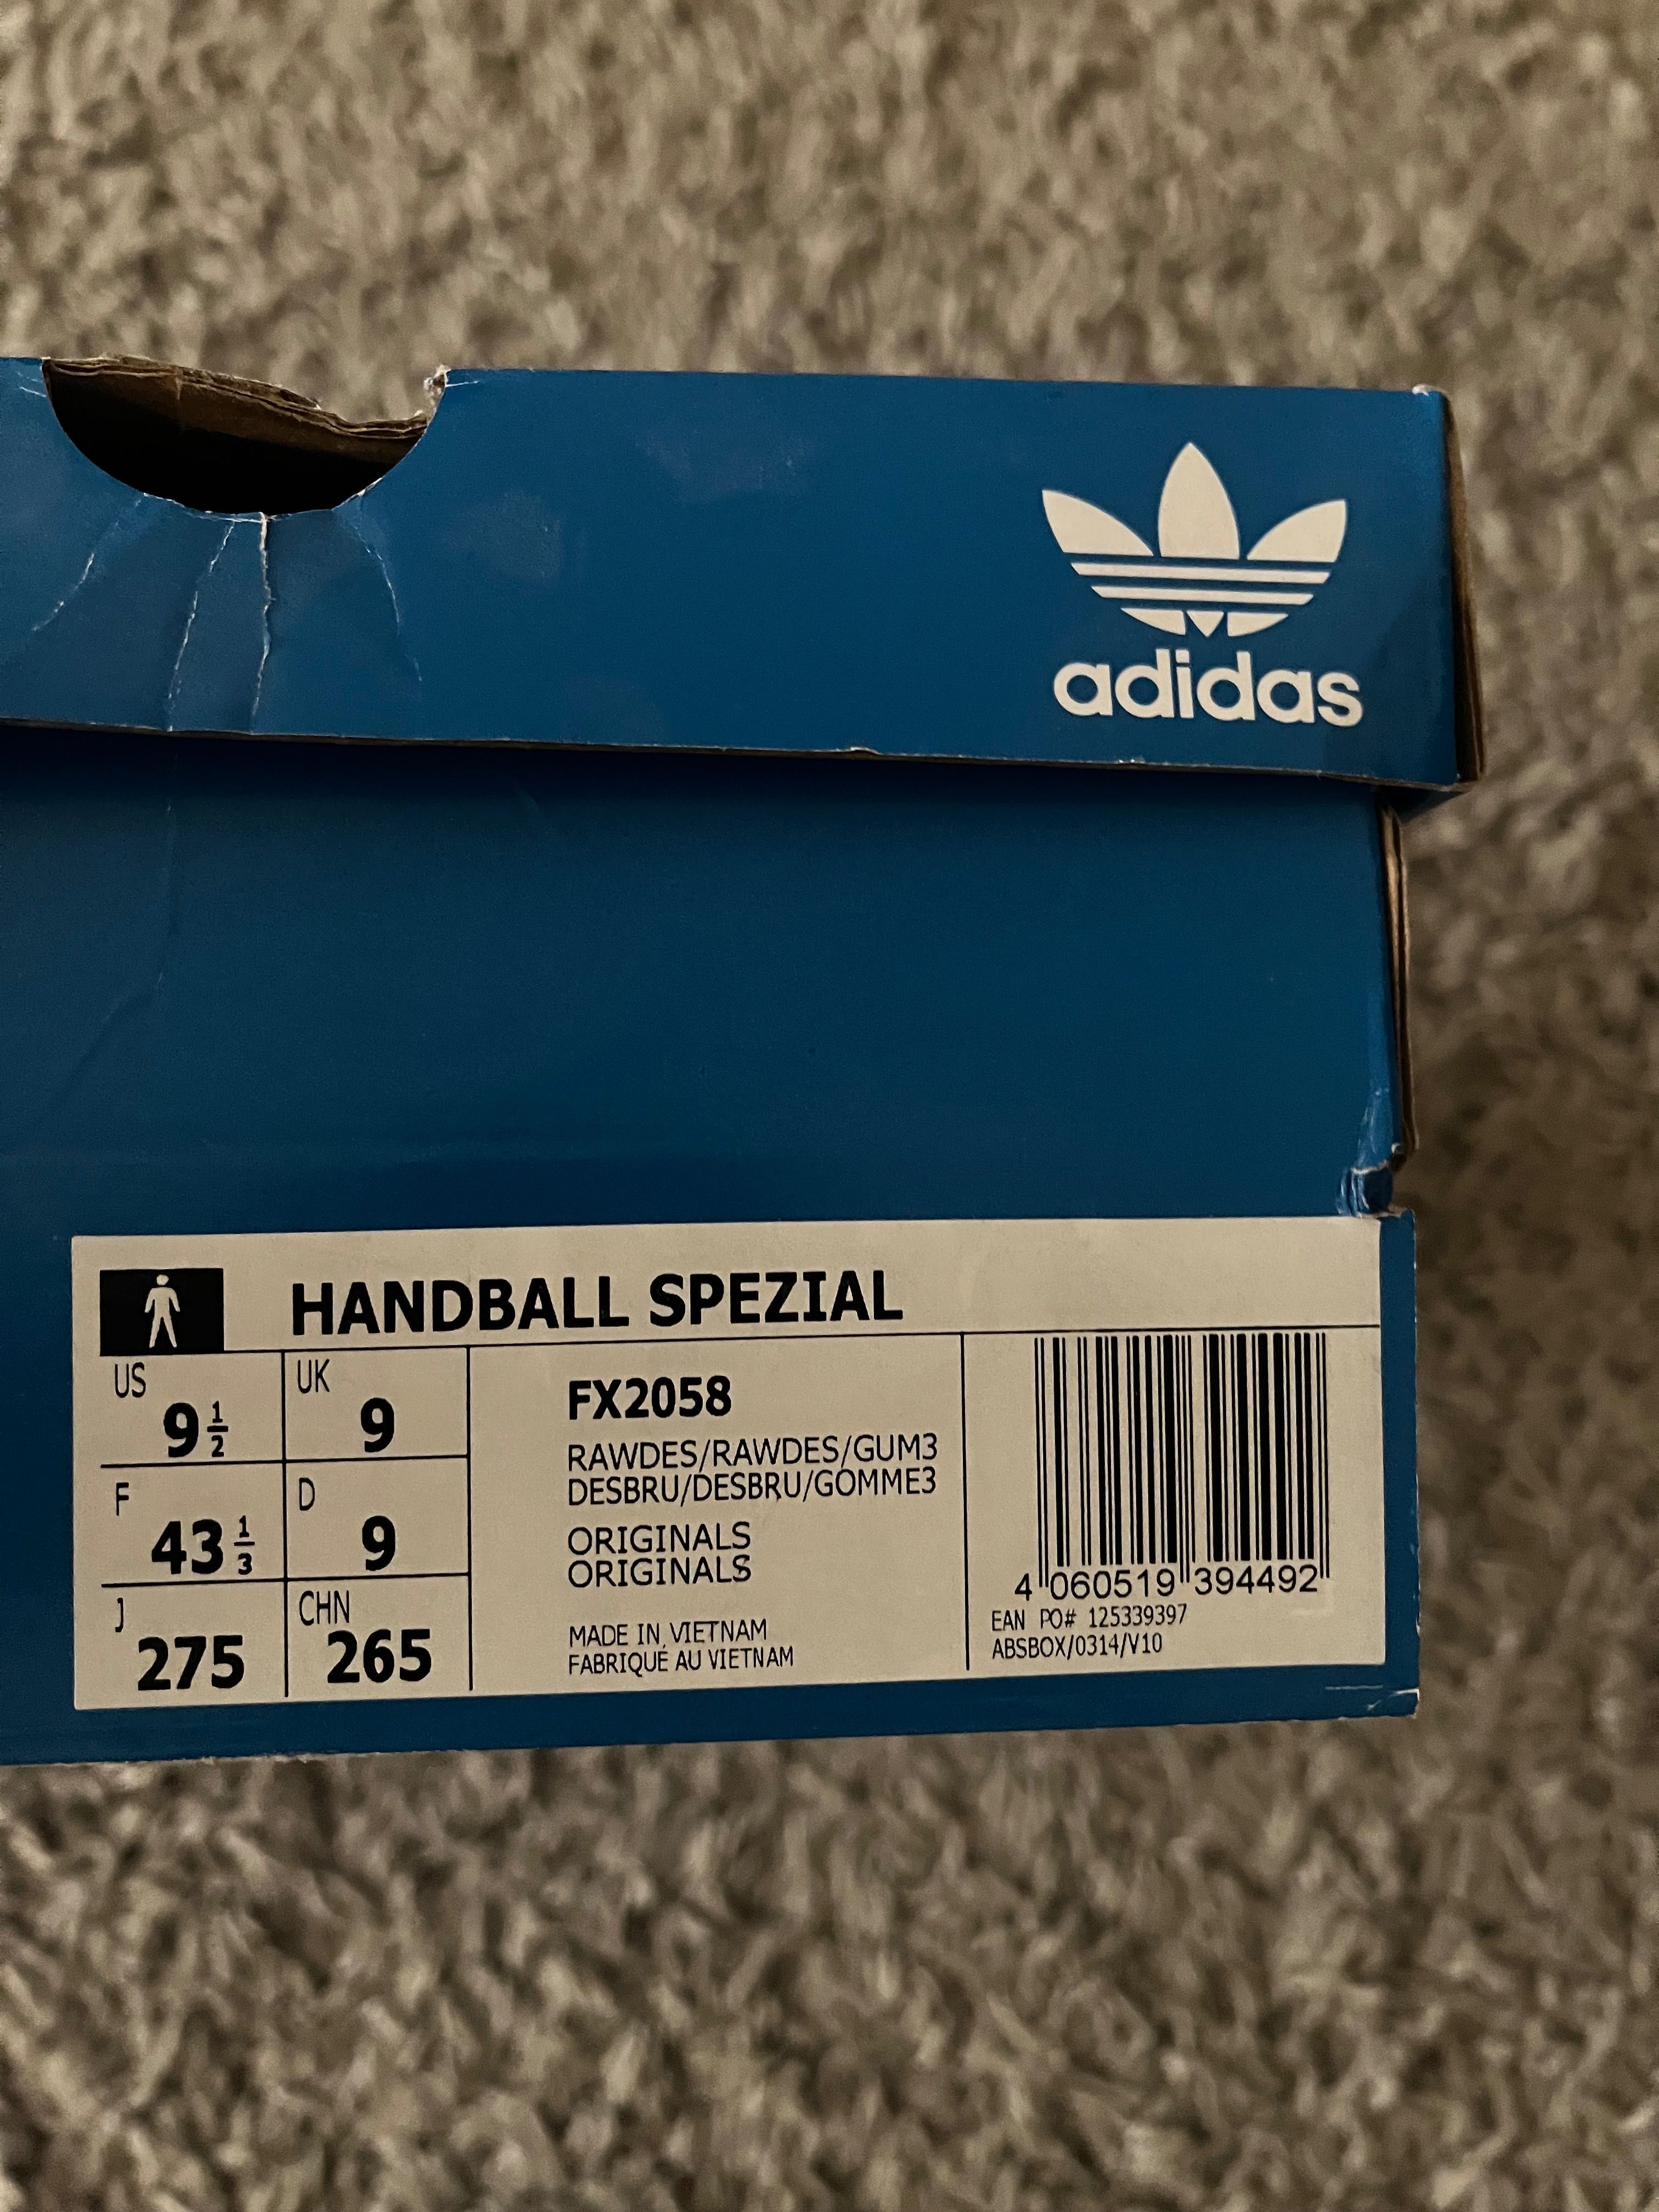 adidas
HANDBALL SPEZIAL
US
9 1/2
UK
9
F
43 1/3
D
9
J
275
CHN
265
FX2058
RAWDES/RAWDES/GUM3
DESBRU/DESBRU/GOMME3
ORIGINALS
ORIGINALS
MADE IN VIETNAM
FABRIQUÉ AU VIETNAM
4 060519 394492
EAN PO# 125339397
ABSBOX/0314/V10